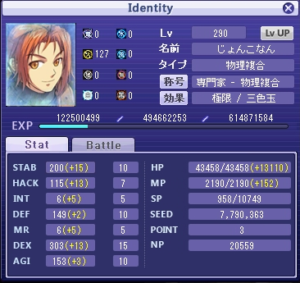 Identity
0 0
127 0
0 0
0 0
Lv 290 Lv UP
名前 じょんこなん
タイプ 物理複合
称号 専門家 - 物理複合
効果 極限 / 三色玉
EXP 122500499 / 494662253 / 614871584
Stat Battle
STAB 200(+15) 10
HACK 115(+13) 7
INT 6(+5) 5
DEF 149(+2) 10
MR 6(+5) 5
DEX 303(+13) 15
AGI 153(+3) 10
HP 43458/43458(+13110)
MP 2190/2190(+152)
SP 958/10749
SEED 7,790,363
POINT 3
NP 20559